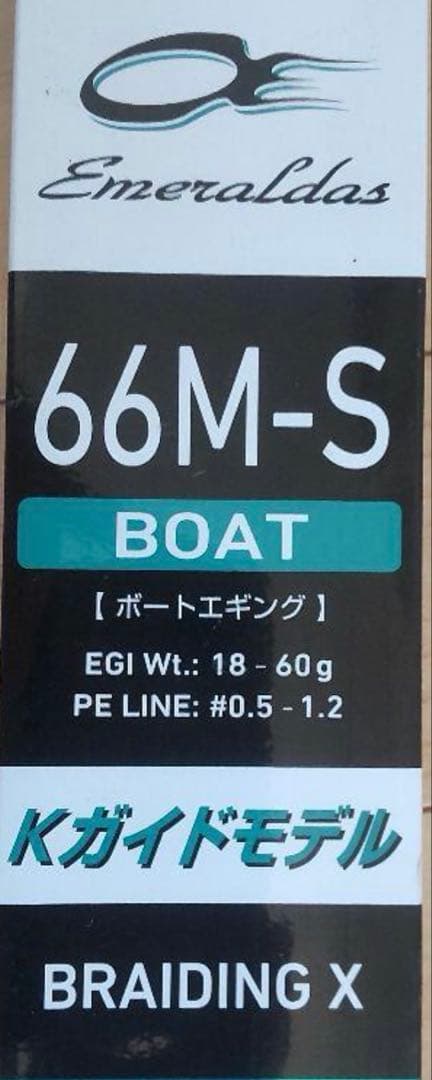 Emeraldas
66M-S
BOAT
【 ボートエギング 】
EGI Wt.: 18 - 60g
PE LINE: #0.5 - 1.2
Kガイドモデル
BRAIDING X